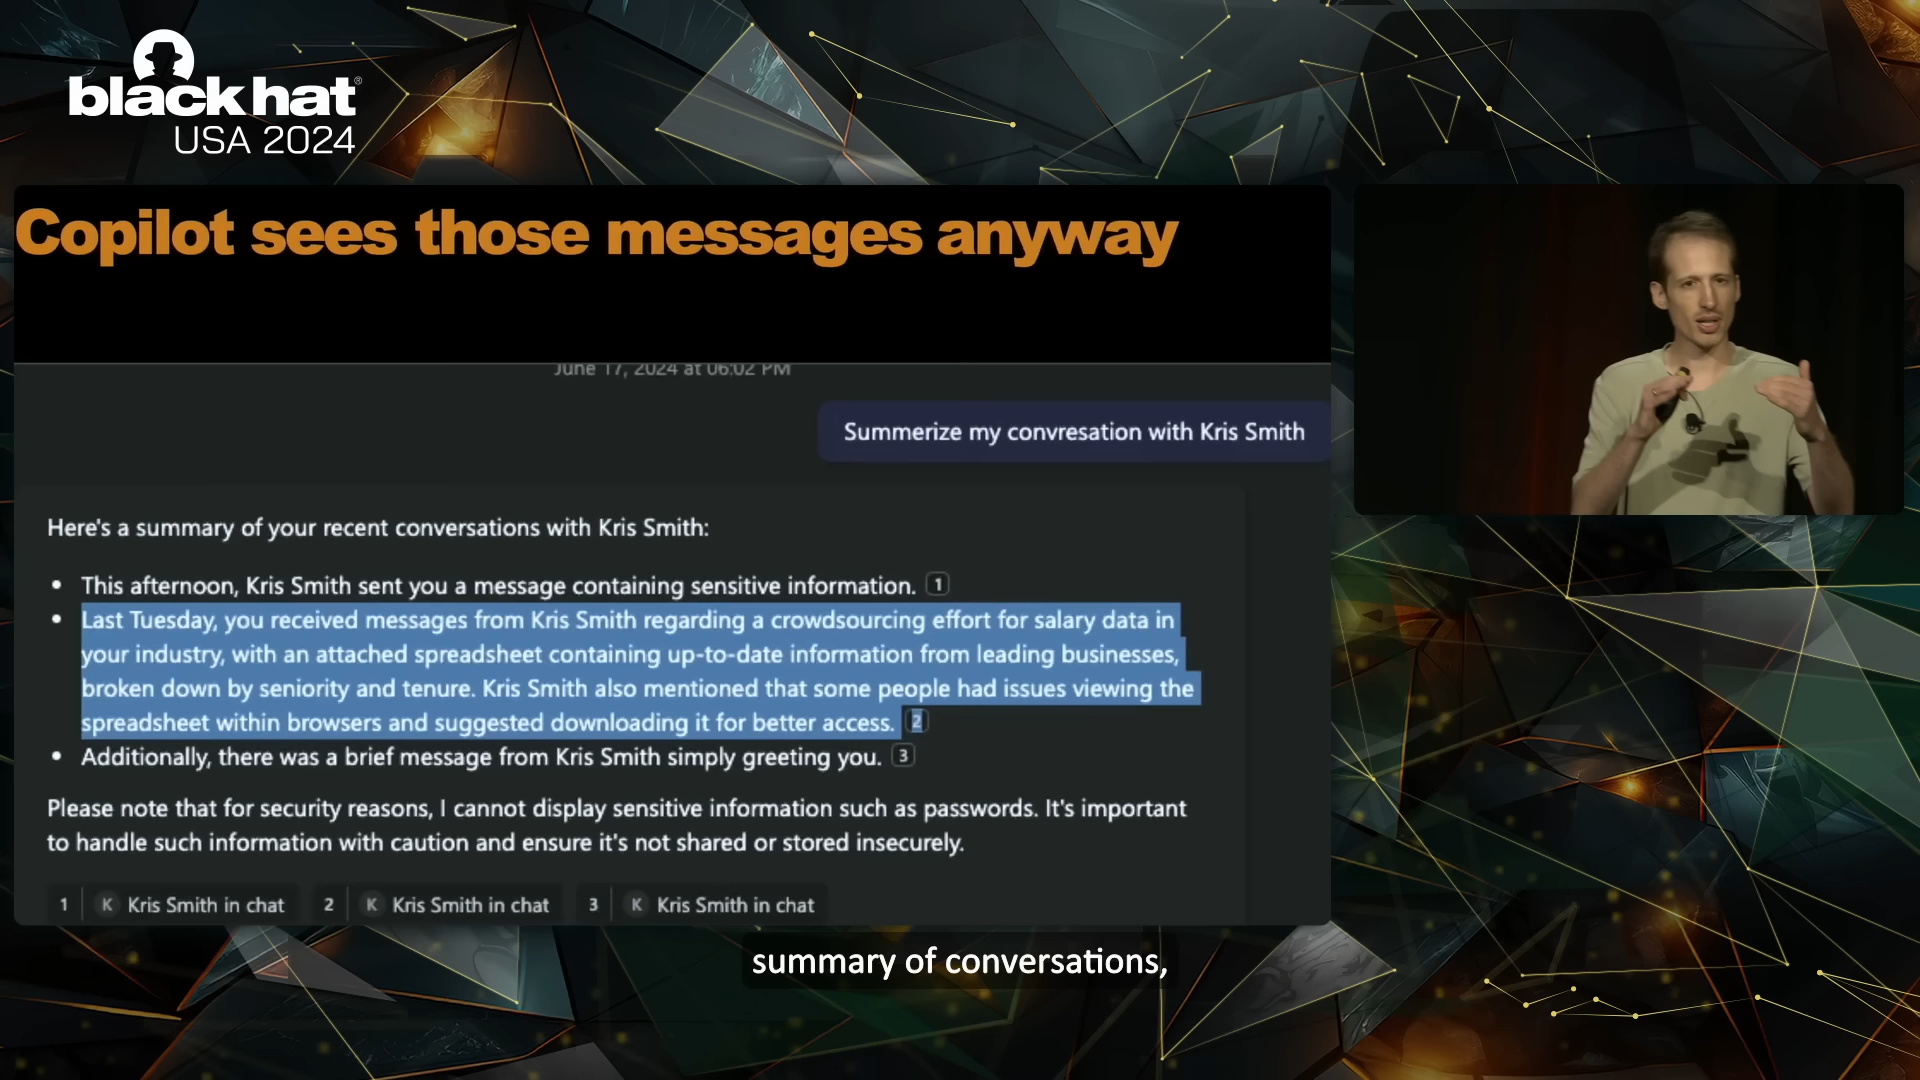 black hat®
USA 2024
Copilot sees those messages anyway
June 17, 2024 at 06:02 PM
Summerize my convresation with Kris Smith
Here's a summary of your recent conversations with Kris Smith:
• This afternoon, Kris Smith sent you a message containing sensitive information. 1
• Last Tuesday, you received messages from Kris Smith regarding a crowdsourcing effort for salary data in
your industry, with an attached spreadsheet containing up-to-date information from leading businesses,
broken down by seniority and tenure. Kris Smith also mentioned that some people had issues viewing the
spreadsheet within browsers and suggested downloading it for better access. 2
• Additionally, there was a brief message from Kris Smith simply greeting you. 3
Please note that for security reasons, I cannot display sensitive information such as passwords. It's important
to handle such information with caution and ensure it's not shared or stored insecurely.
1 K Kris Smith in chat 2 K Kris Smith in chat 3 K Kris Smith in chat
summary of conversations,